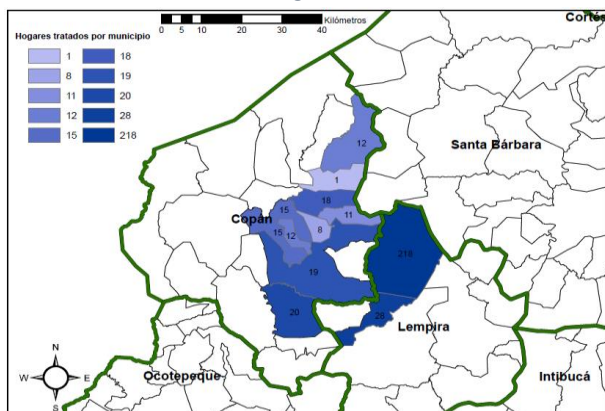 Kilómetros
0 5 10 20 30 40
Cortés
Hogares tratados por municipio
1 18
8 19
11 20
12 28
15 218
12
Santa Bárbara
1
18
15
11
Copán
15
12
8
218
19
20
28
Lempira
N
W E
S
Ocotepeque
Intibucá